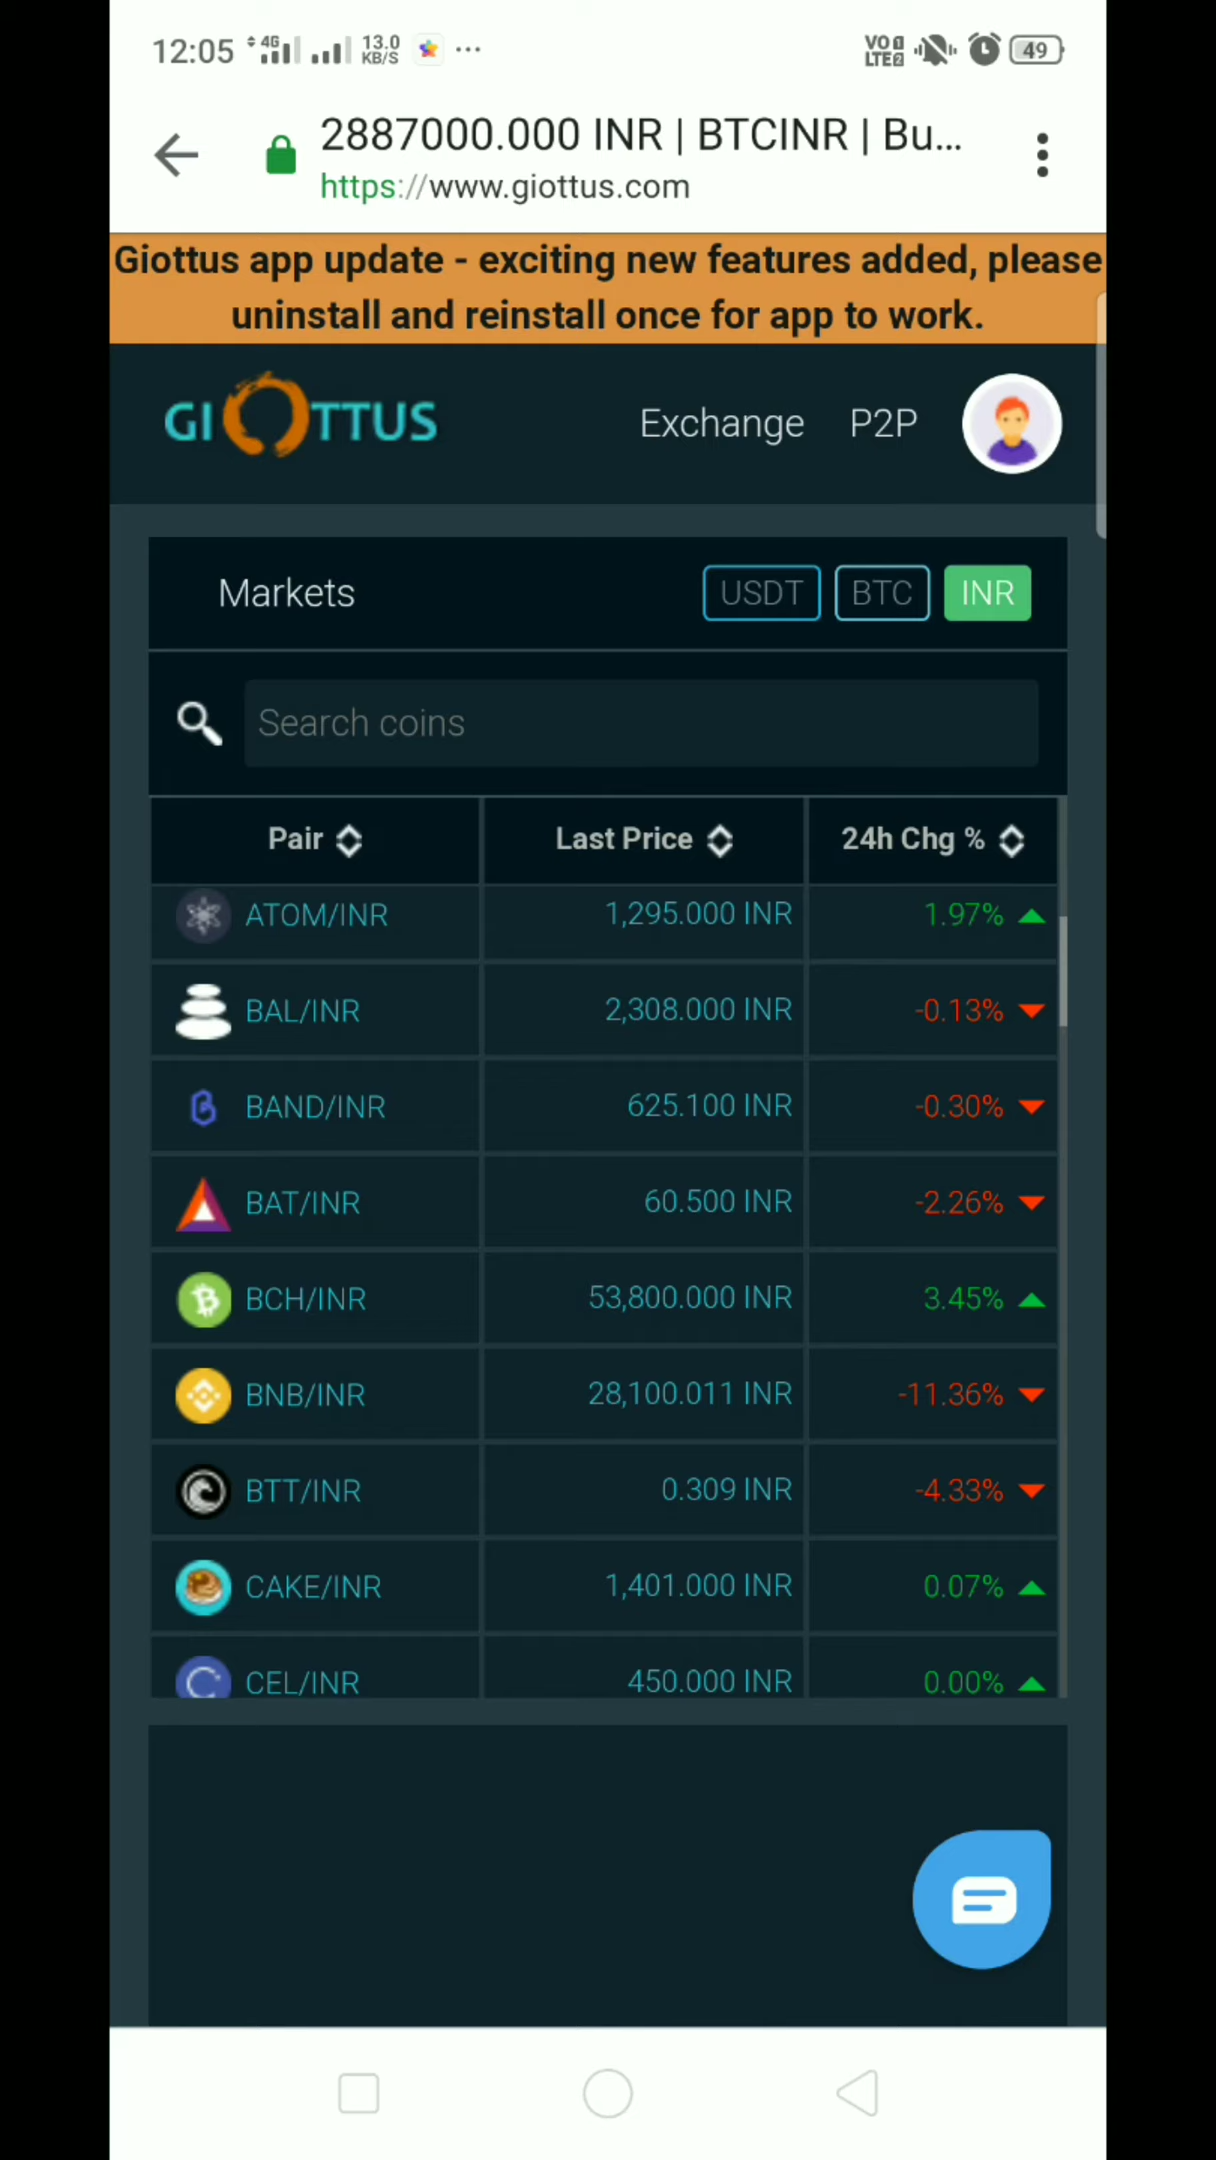 12:05 4G 13.0 KB/S ... VO LTE 2 49
2887000.000 INR | BTCINR | Bu...
https://www.giottus.com
Giottus app update - exciting new features added, please
uninstall and reinstall once for app to work.
GIOTTUS Exchange P2P
Markets USDT BTC INR
Search coins
Pair Last Price 24h Chg %
ATOM/INR 1,295.000 INR 1.97%
BAL/INR 2,308.000 INR -0.13%
BAND/INR 625.100 INR -0.30%
BAT/INR 60.500 INR -2.26%
BCH/INR 53,800.000 INR 3.45%
BNB/INR 28,100.011 INR -11.36%
BTT/INR 0.309 INR -4.33%
CAKE/INR 1,401.000 INR 0.07%
CEL/INR 450.000 INR 0.00%